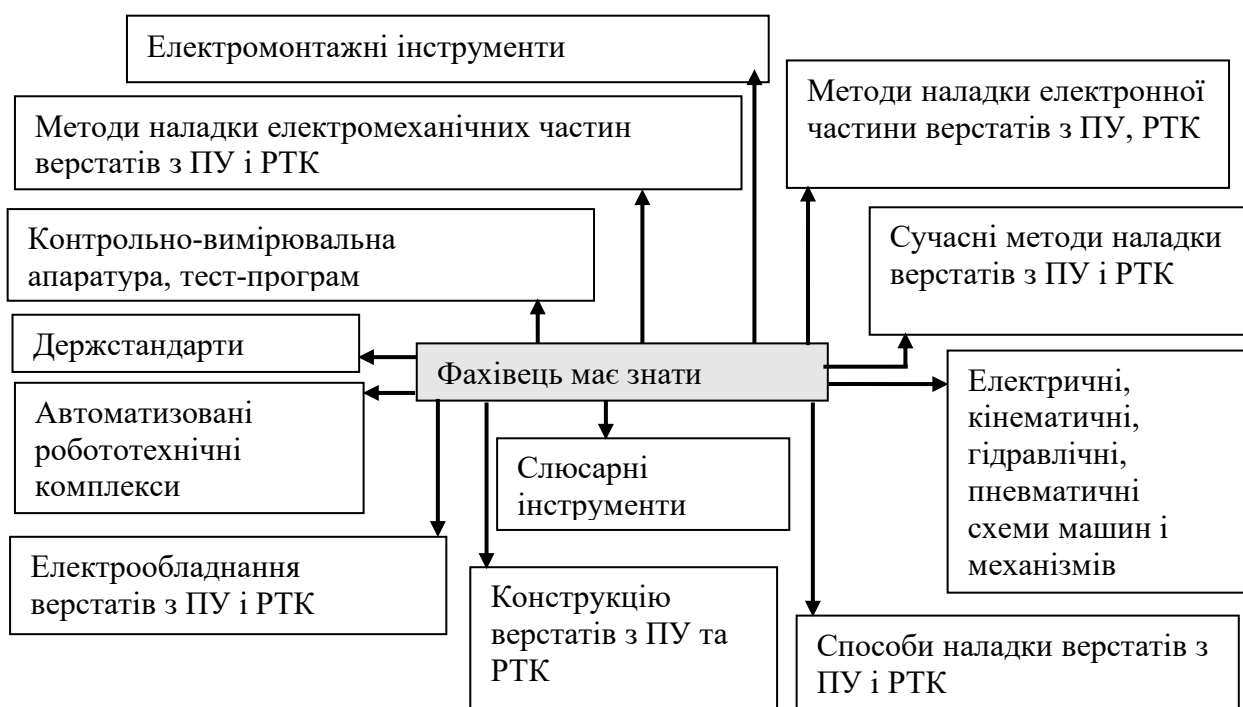 Електромонтажні інструменти
Методи наладки електронної
частини верстатів з ПУ, РТК
Методи наладки електромеханічних частин
верстатів з ПУ і РТК
Контрольно-вимірювальна
апаратура, тест-програм
Сучасні методи наладки
верстатів з ПУ і РТК
Держстандарти
Фахівець має знати
Електричні,
кінематичні,
гідравлічні,
пневматичні
схеми машин і
механізмів
Автоматизовані
робототехнічні
комплекси
Слюсарні
інструменти
Електрообладнання
верстатів з ПУ і РТК
Конструкцію
верстатів з ПУ та
РТК
Способи наладки верстатів з
ПУ і РТК